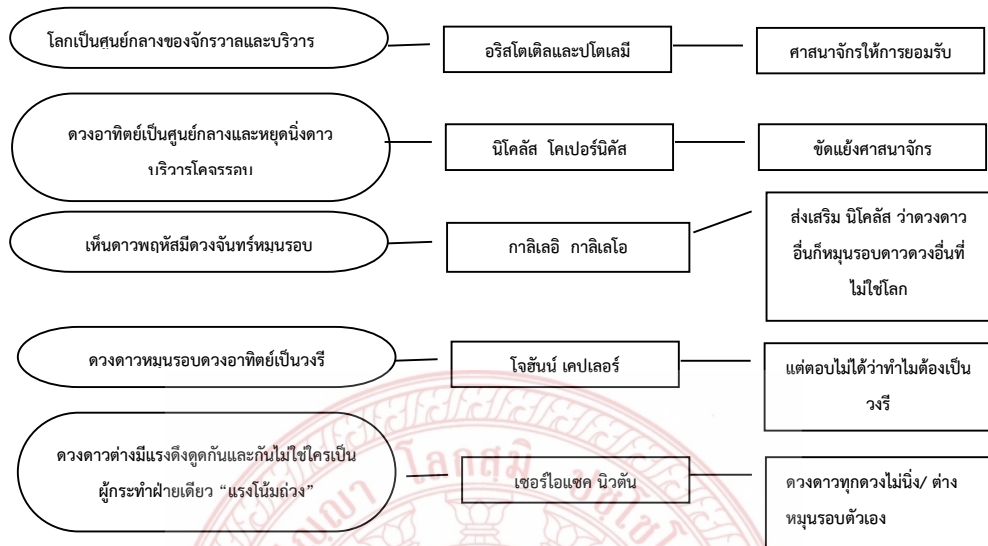 โลกเป็นศูนย์กลางของจักรวาลและบริวาร
อริสโตเติลและปโตเลมี
ศาสนาจักรให้การยอมรับ
ดวงอาทิตย์เป็นศูนย์กลางและหยุดนิ่งดาว
บริวารโคจรรอบ
นิโคลัส โคเปอร์นิคัส
ขัดแย้งศาสนาจักร
เห็นดาวพฤหัสมีดวงจันทร์หมุนรอบ
กาลิเลอิ กาลิเลโอ
ส่งเสริม นิโคลัส ว่าดวงดาว
อื่นก็หมุนรอบดาวดวงอื่นที่
ไม่ใช่โลก
ดวงดาวหมุนรอบดวงอาทิตย์เป็นวงรี
โจฮันน์ เคปเลอร์
แต่ตอบไม่ได้ว่าทำไมต้องเป็น
วงรี
ดวงดาวต่างมีแรงดึงดูดกันและกันไม่ใช่ใครเป็น
ผู้กระทำฝ่ายเดียว “แรงโน้มถ่วง”
เซอร์ไอแซค นิวตัน
ดวงดาวทุกดวงไม่นิ่ง/ ต่าง
หมุนรอบตัวเอง
โลกสฺมิ